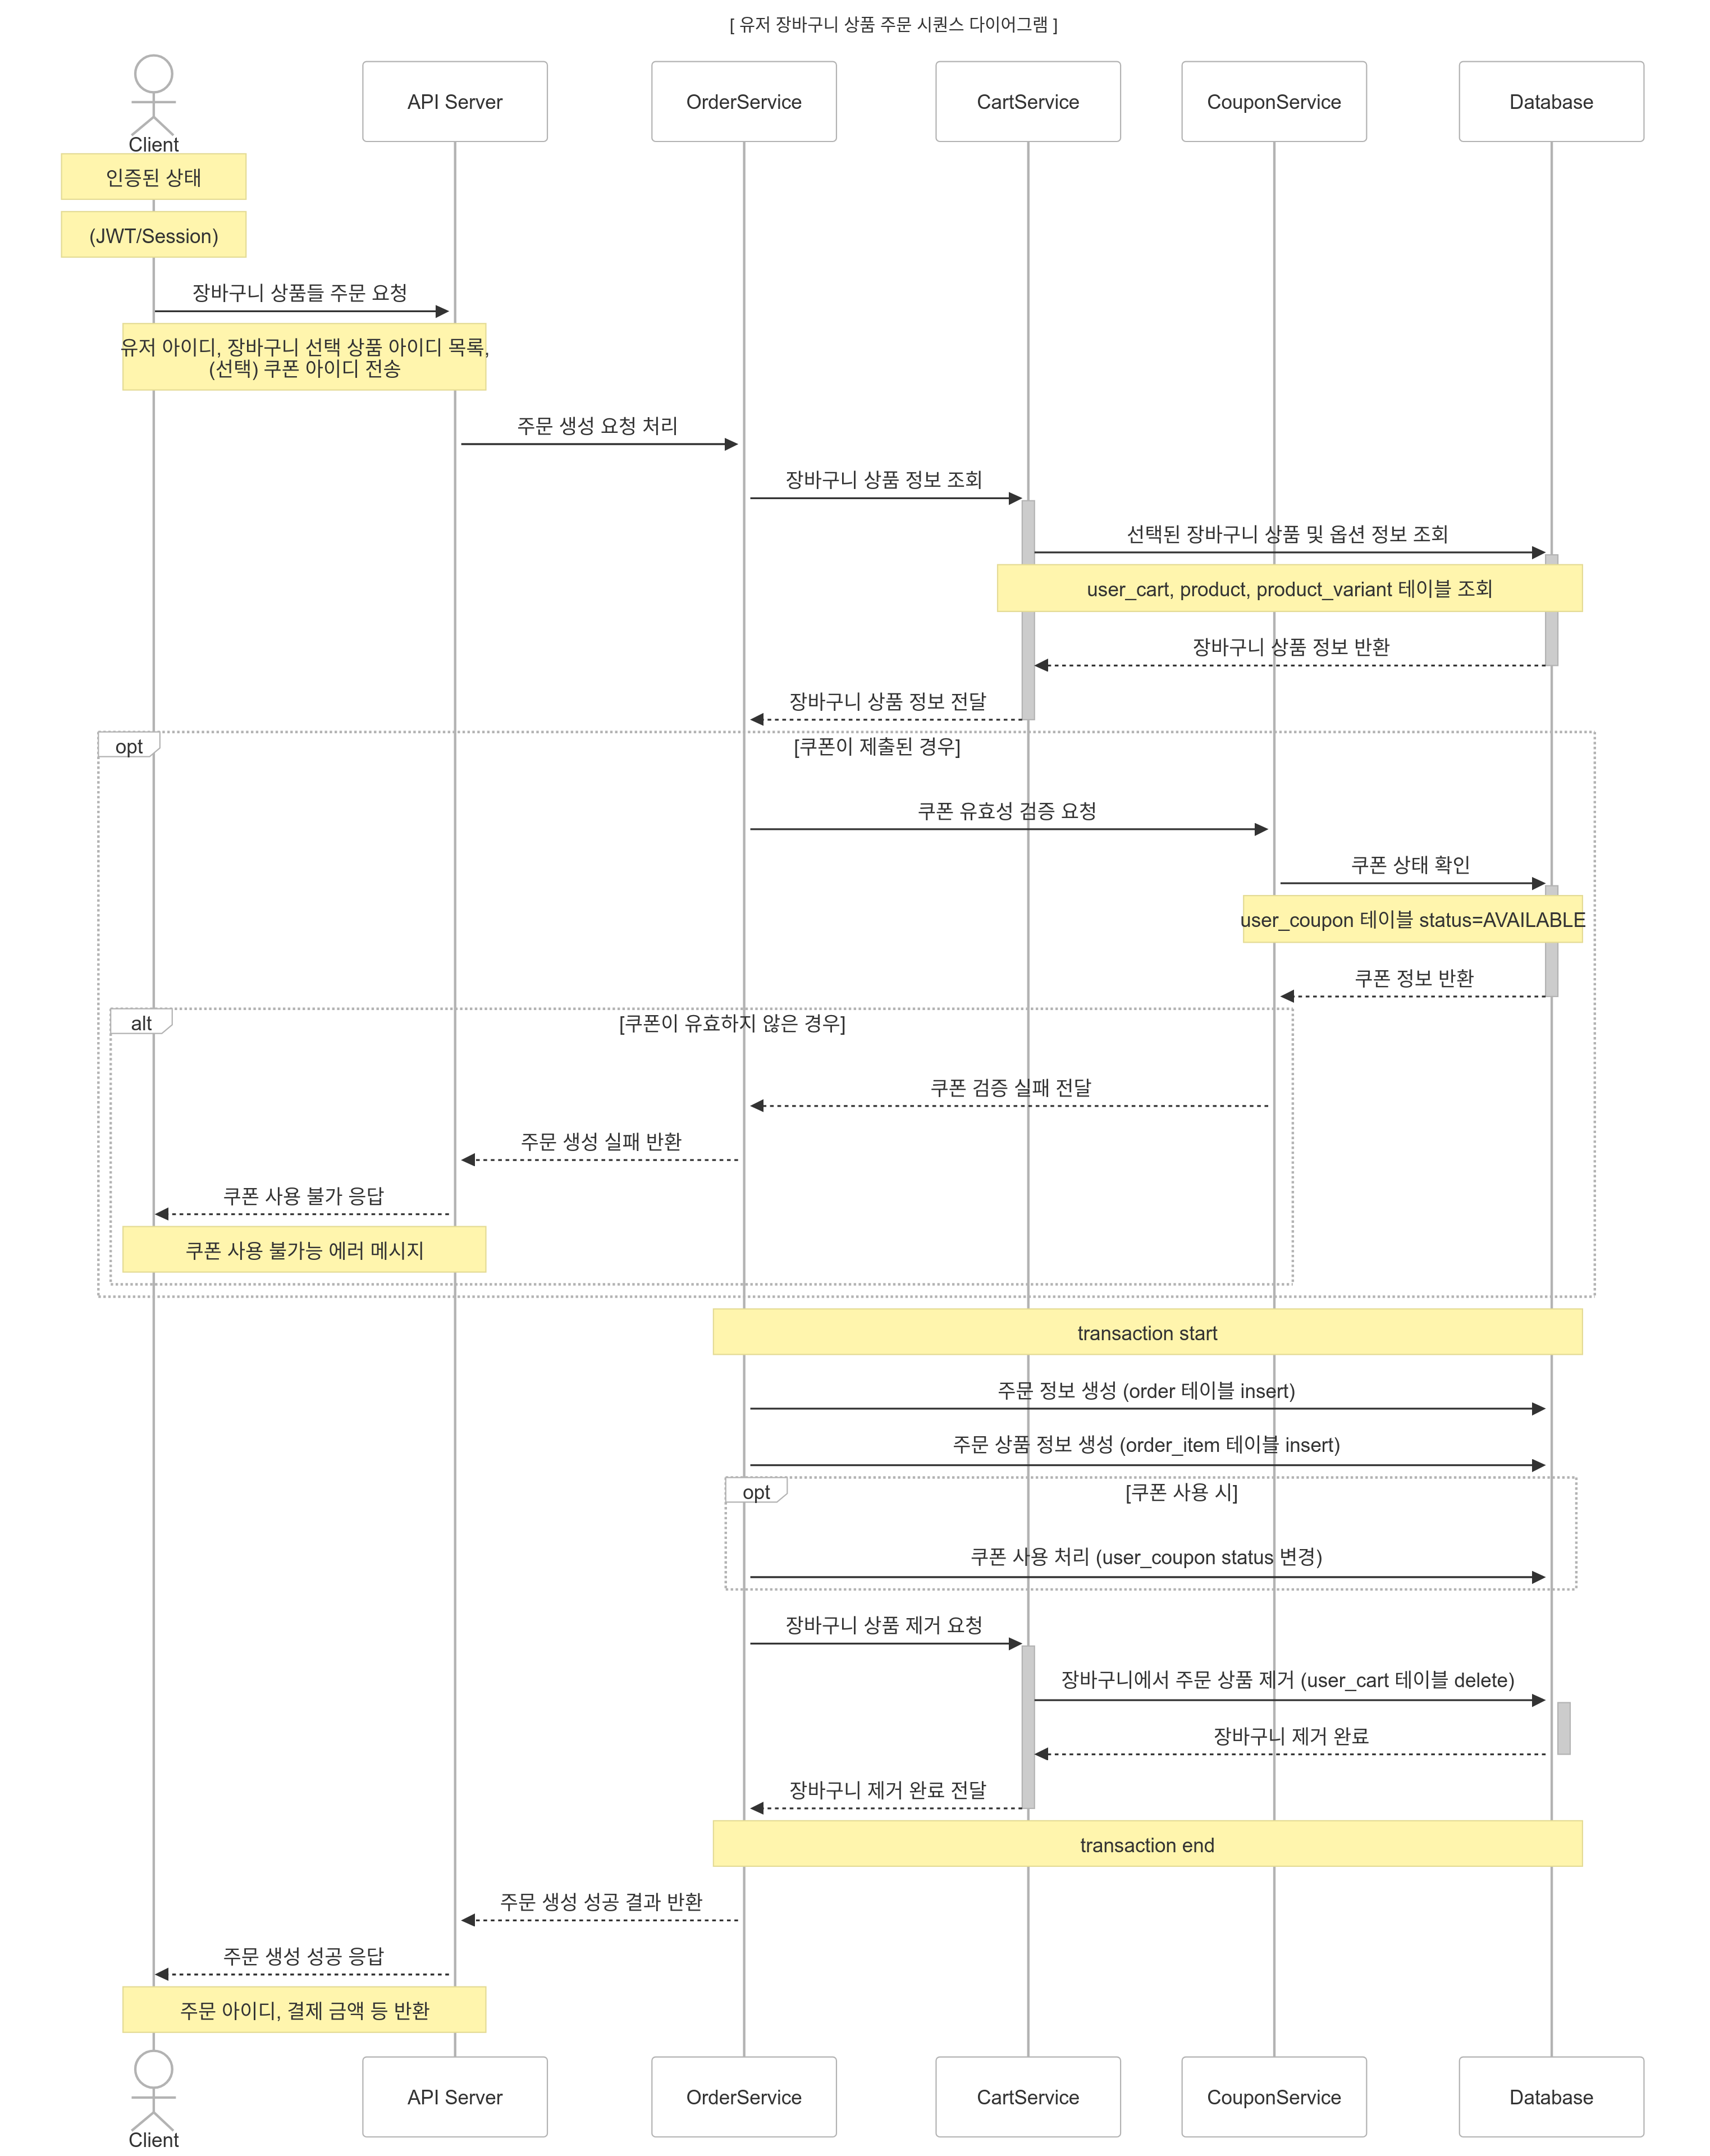 [ 유저 장바구니 상품 주문 시퀀스 다이어그램 ]
Client
API Server
OrderService
CartService
CouponService
Database
인증된 상태
(JWT/Session)
장바구니 상품들 주문 요청
유저 아이디, 장바구니 선택 상품 아이디 목록,
(선택) 쿠폰 아이디 전송
주문 생성 요청 처리
장바구니 상품 정보 조회
선택된 장바구니 상품 및 옵션 정보 조회
user_cart, product, product_variant 테이블 조회
장바구니 상품 정보 반환
장바구니 상품 정보 전달
opt
[쿠폰이 제출된 경우]
쿠폰 유효성 검증 요청
쿠폰 상태 확인
user_coupon 테이블 status=AVAILABLE
쿠폰 정보 반환
alt
[쿠폰이 유효하지 않은 경우]
쿠폰 검증 실패 전달
주문 생성 실패 반환
쿠폰 사용 불가 응답
쿠폰 사용 불가능 에러 메시지
transaction start
주문 정보 생성 (order 테이블 insert)
주문 상품 정보 생성 (order_item 테이블 insert)
opt
[쿠폰 사용 시]
쿠폰 사용 처리 (user_coupon status 변경)
장바구니 상품 제거 요청
장바구니에서 주문 상품 제거 (user_cart 테이블 delete)
장바구니 제거 완료
장바구니 제거 완료 전달
transaction end
주문 생성 성공 결과 반환
주문 생성 성공 응답
주문 아이디, 결제 금액 등 반환
Client
API Server
OrderService
CartService
CouponService
Database